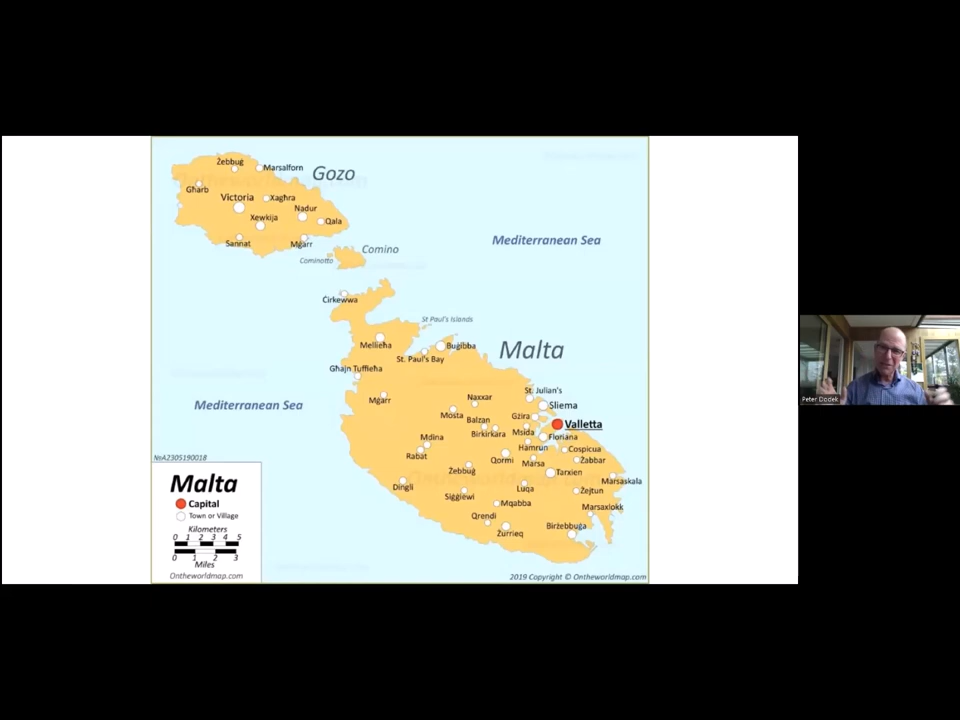 Żebbuġ
Marsalforn
Gozo
Għarb
Victoria
Xagħra
Nadur
Xewkija
Qala
Sannat
Mġarr
Comino
Cominotto
Mediterranean Sea
Ċirkewwa
St Paul's Islands
Mellieħa
Buġibba
St. Paul's Bay
Malta
Għajn Tuffieħa
Mġarr
St. Julian's
Naxxar
Sliema
Mediterranean Sea
Mosta
Balzan
Gżira
Valletta
Birkirkara
Msida
Floriana
Mdina
Hamrun
Cospicua
Rabat
Qormi
Marsa
Żabbar
Żebbuġ
Tarxien
Marsaskala
Dingli
Siġġiewi
Luqa
Żejtun
Mqabba
Marsaxlokk
Qrendi
Żurrieq
Birżebbuġa
№A2305190018
Malta
Capital
Town or Village
Kilometers
0 1 2 3 4 5
0 1 2 3
Miles
Ontheworldmap.com
2019 Copyright © Ontheworldmap.com
Peter Dodek